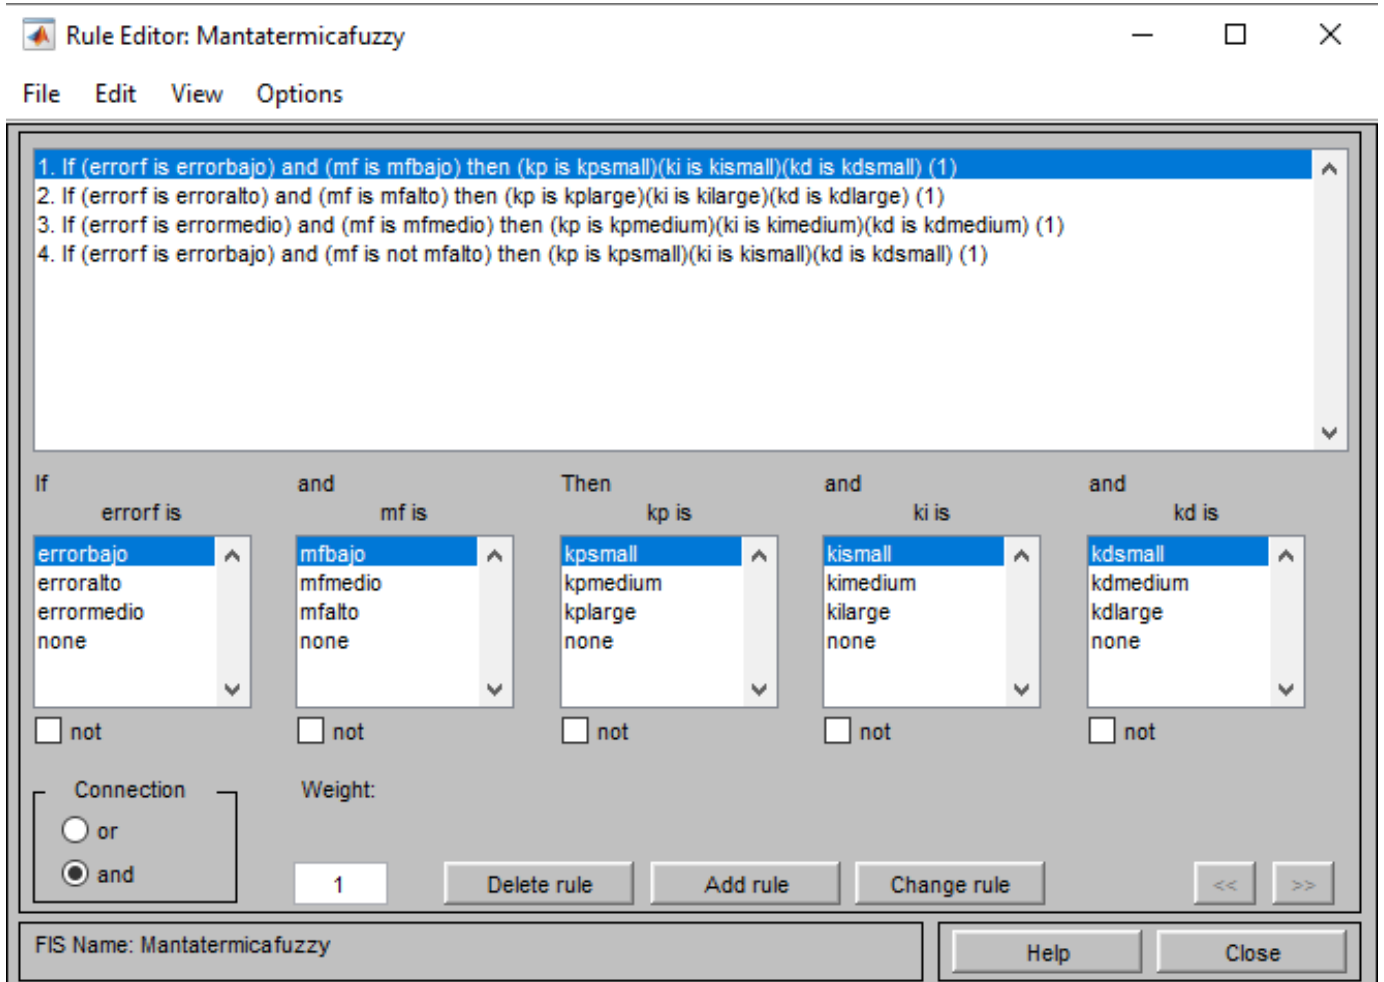 Rule Editor: Mantatermicafuzzy
File Edit View Options
1. If (errorf is errorbajo) and (mf is mfbajo) then (kp is kpsmall)(ki is kismall)(kd is kdsmall) (1)
2. If (errorf is erroralto) and (mf is mfalto) then (kp is kplarge)(ki is kilarge)(kd is kdlarge) (1)
3. If (errorf is errormedio) and (mf is mfmedio) then (kp is kpmedium)(ki is kimedium)(kd is kdmedium) (1)
4. If (errorf is errorbajo) and (mf is not mfalto) then (kp is kpsmall)(ki is kismall)(kd is kdsmall) (1)
If and Then and and
errorf is mf is kp is ki is kd is
errorbajo mfbajo kpsmall kismall kdsmall
erroralto mfmedio kpmedium kimedium kdmedium
errormedio mfalto kplarge kilarge kdlarge
none none none none none
not not not not not
Connection Weight:
or
and 1 Delete rule Add rule Change rule << >>
FIS Name: Mantatermicafuzzy Help Close